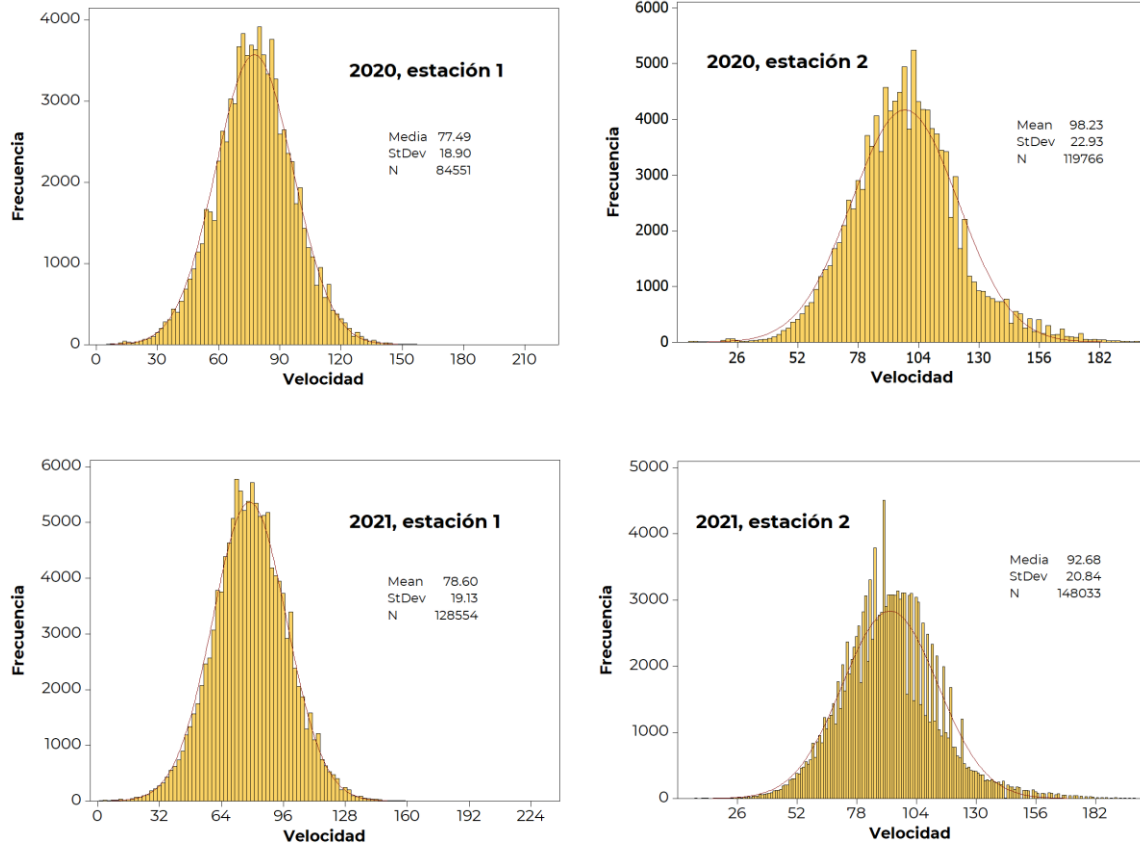 4000
3000
2000
1000
0
Frecuencia
2020, estación 1
Media 77.49
StDev 18.90
N 84551
0 30 60 90 120 150 180 210
Velocidad
6000
5000
4000
3000
2000
1000
0
Frecuencia
2020, estación 2
Mean 98.23
StDev 22.93
N 119766
26 52 78 104 130 156 182
Velocidad
6000
5000
4000
3000
2000
1000
0
Frecuencia
2021, estación 1
Mean 78.60
StDev 19.13
N 128554
0 32 64 96 128 160 192 224
Velocidad
5000
4000
3000
2000
1000
0
Frecuencia
2021, estación 2
Media 92.68
StDev 20.84
N 148033
26 52 78 104 130 156 182
Velocidad